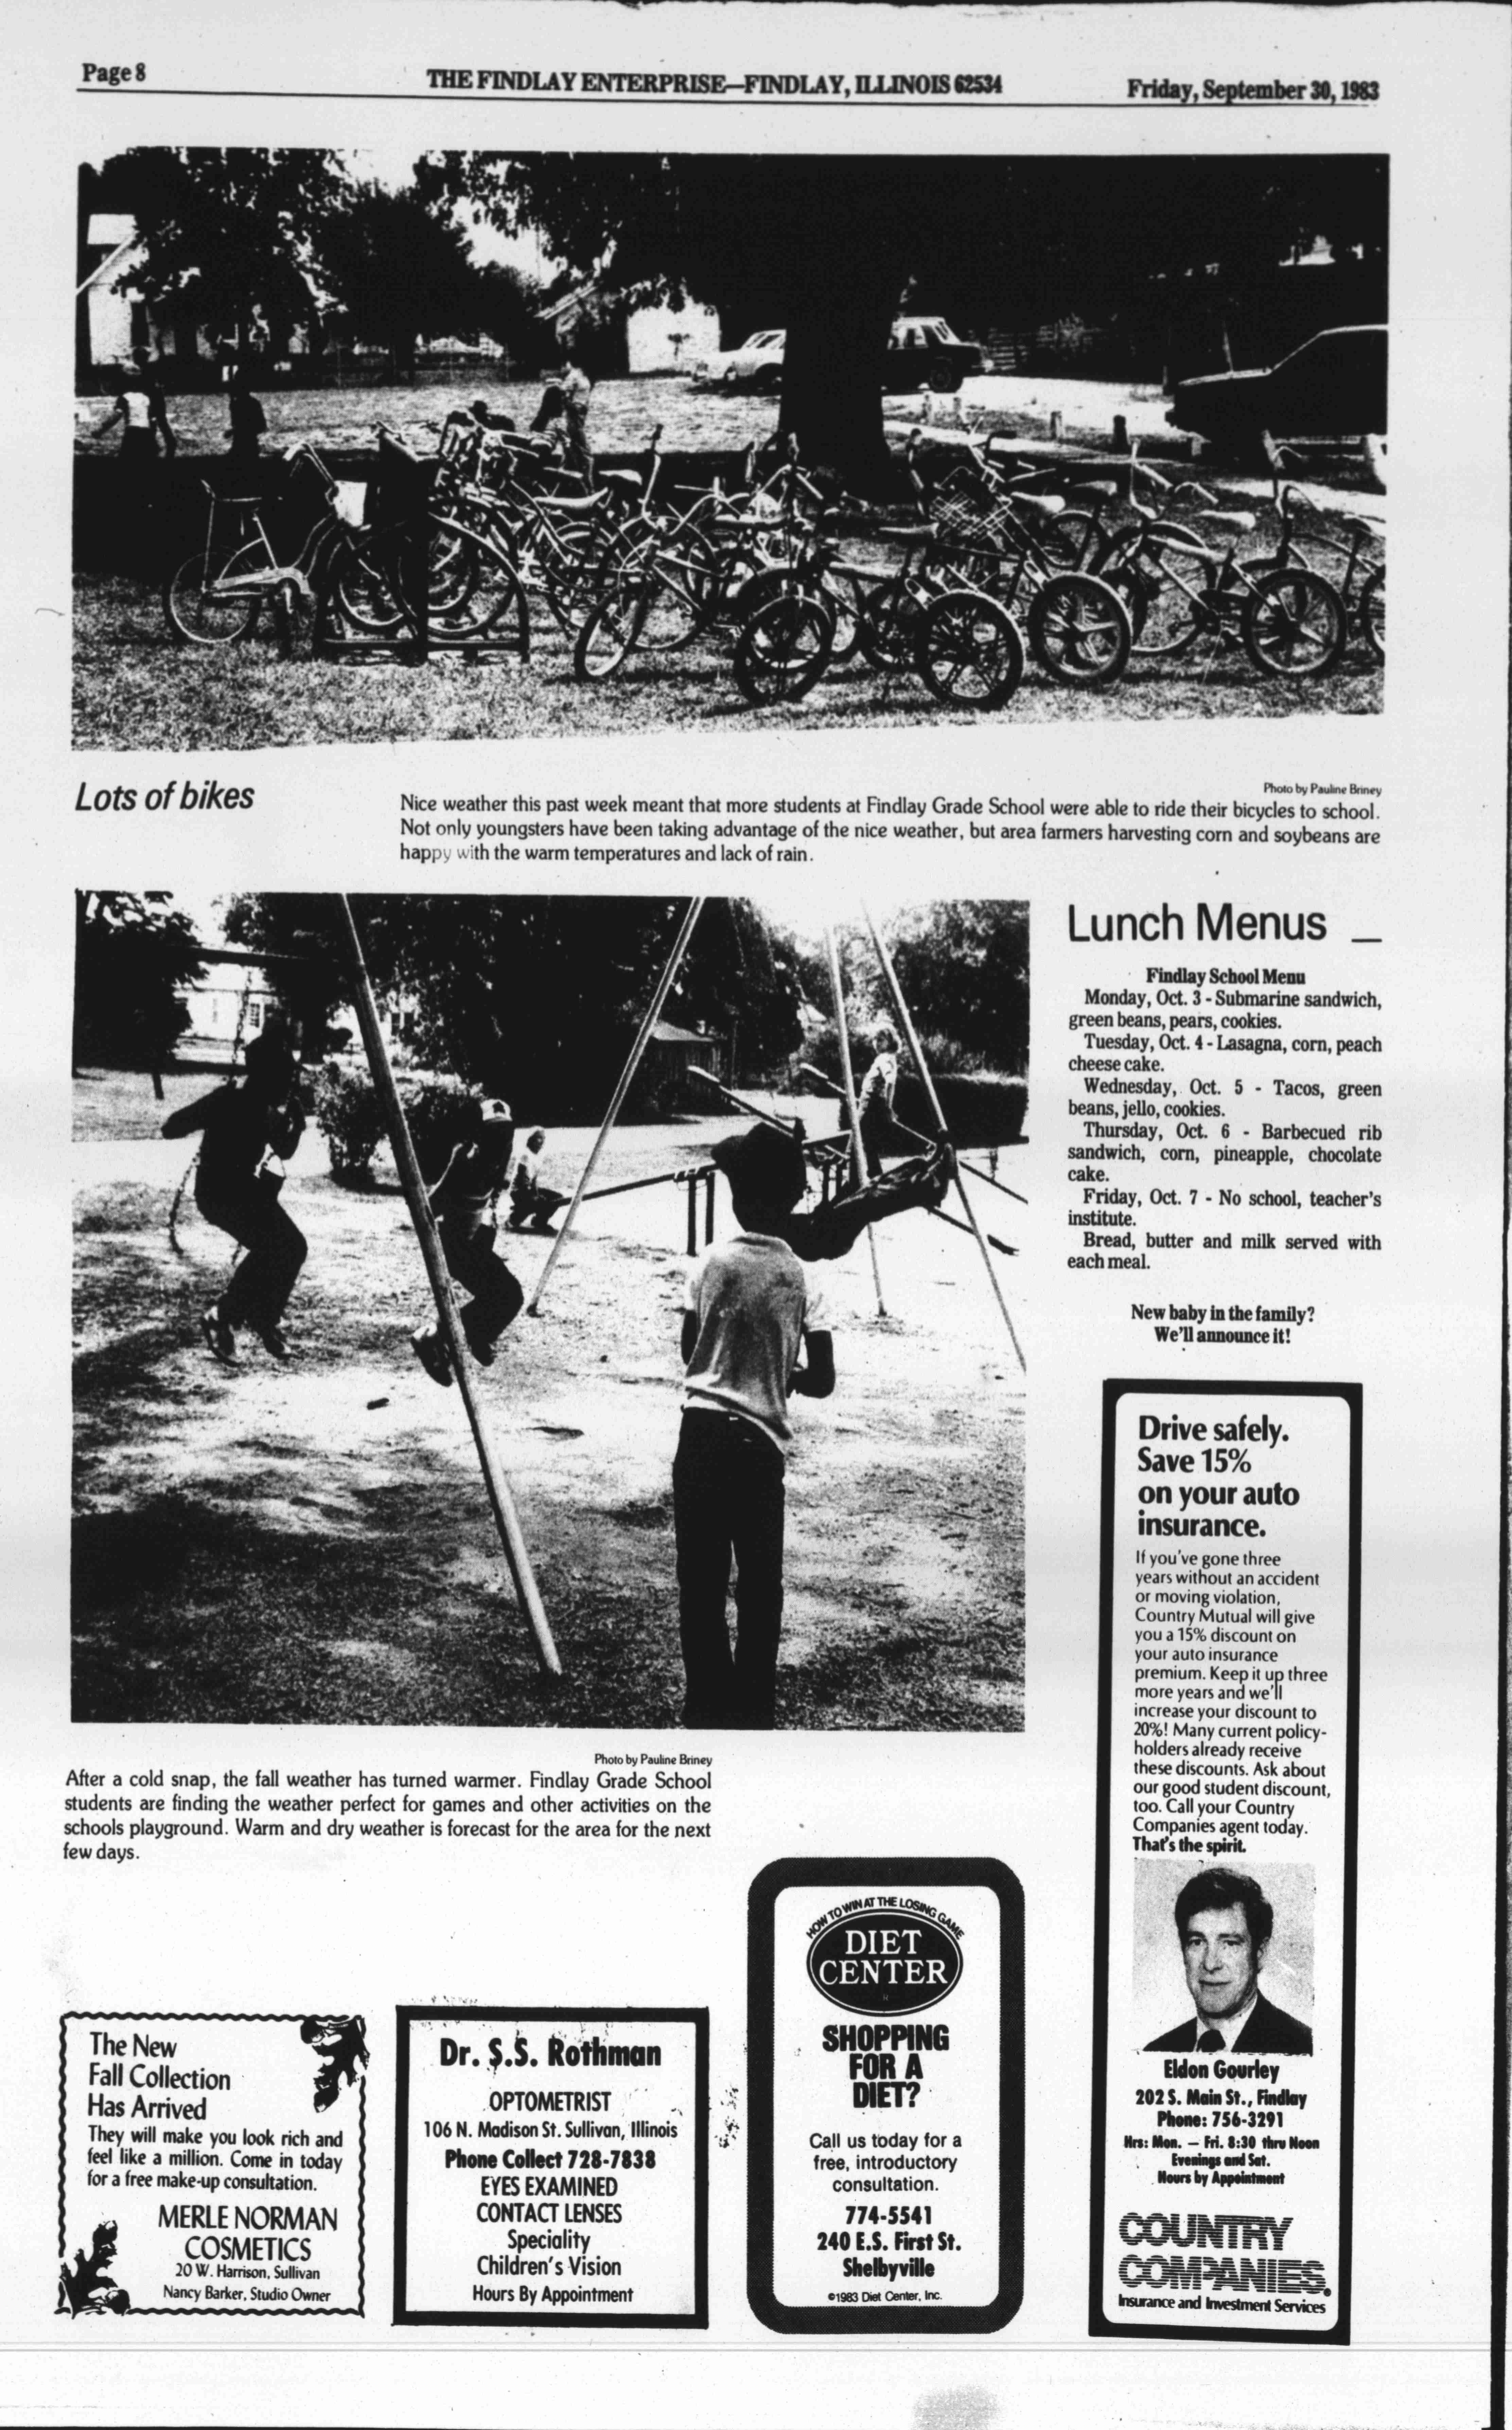 Page 8
THE FINDLAY ENTERPRISE—FINDLAY, ILLINOIS 62534
Friday, September 30, 1983
Lots of bikes
Photo by Pauline Briney
Nice weather this past week meant that more students at Findlay Grade School were able to ride their bicycles to school.
Not only youngsters have been taking advantage of the nice weather, but area farmers harvesting corn and soybeans are
happy with the warm temperatures and lack of rain.
Lunch Menus
Findlay School Menu
Monday, Oct. 3 - Submarine sandwich,
green beans, pears, cookies.
Tuesday, Oct. 4 - Lasagna, corn, peach
cheese cake.
Wednesday, Oct. 5 - Tacos, green
beans, jello, cookies.
Thursday, Oct. 6 - Barbecued rib
sandwich, corn, pineapple, chocolate
cake.
Friday, Oct. 7 - No school, teacher's
institute.
Bread, butter and milk served with
each meal.
New baby in the family?
We'll announce it!
Photo by Pauline Briney
After a cold snap, the fall weather has turned warmer. Findlay Grade School
students are finding the weather perfect for games and other activities on the
schools playground. Warm and dry weather is forecast for the area for the next
few days.
Drive safely.
Save 15%
on your auto
insurance.
If you've gone three
years without an accident
or moving violation,
Country Mutual will give
you a 15% discount on
your auto insurance
premium. Keep it up three
more years and we'll
increase your discount to
20%! Many current policy-
holders already receive
these discounts. Ask about
our good student discount,
too. Call your Country
Companies agent today.
That's the spirit.
Eldon Gourley
202 S. Main St., Findlay
Phone: 756-3291
Hrs: Mon. — Fri. 8:30 thru Noon
Evenings and Sat.
Hours by Appointment
COUNTRY
COMPANIES®
Insurance and Investment Services
The New
Fall Collection
Has Arrived
They will make you look rich and
feel like a million. Come in today
for a free make-up consultation.
MERLE NORMAN
COSMETICS
20 W. Harrison, Sullivan
Nancy Barker, Studio Owner
Dr. S.S. Rothman
OPTOMETRIST
106 N. Madison St. Sullivan, Illinois
Phone Collect 728-7838
EYES EXAMINED
CONTACT LENSES
Speciality
Children's Vision
Hours By Appointment
HOW TO WIN AT THE LOSING GAME
DIET
CENTER
SHOPPING
FOR A
DIET?
Call us today for a
free, introductory
consultation.
774-5541
240 E.S. First St.
Shelbyville
©1983 Diet Center, Inc.